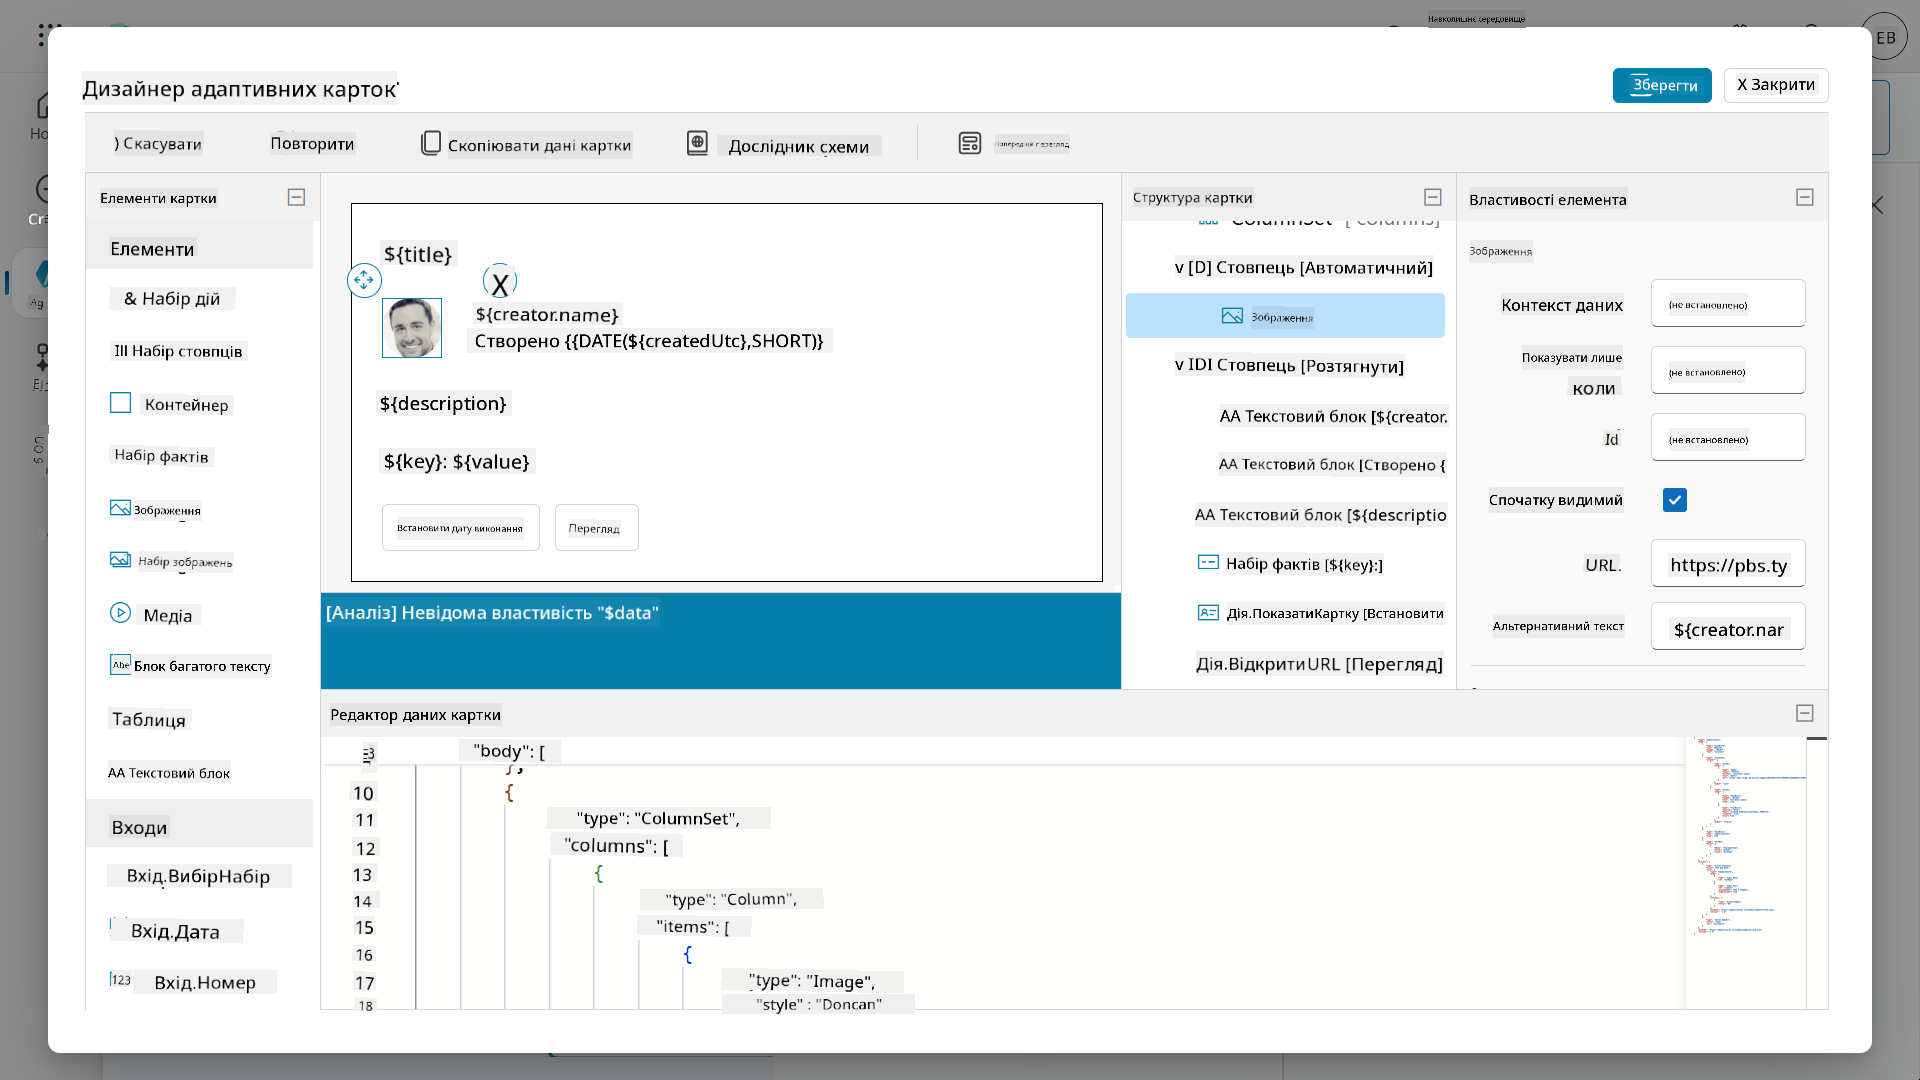 Навколишнє середовище
EB
Дизайнер адаптивних карток
Зберегти
X Закрити
) Скасувати
Повторити
Скопіювати дані картки
Дослідник схеми
Попередній перегляд
Елементи картки
Елементи
& Набір дій
III Набір стовпців
Контейнер
Набір фактів
Зображення
Набір зображень
Медіа
Abc Блок багатого тексту
Таблиця
AA Текстовий блок
Входи
Вхід.ВибірНабір
Вхід.Дата
123 Вхід.Номер
${title}
X
${creator.name}
Створено {{DATE(${createdUtc},SHORT)}
${description}
${key}: ${value}
Встановити дату виконання
Перегляд
[Аналіз] Невідома властивість "$data"
Структура картки
ColumnSet [ columns]
v [D] Стовпець [Автоматичний]
Зображення
v IDI Стовпець [Розтягнути]
AA Текстовий блок [${creator.
AA Текстовий блок [Створено {
AA Текстовий блок [${descriptio
Набір фактів [${key}:]
Дія.ПоказатиКартку [Встановити
Дія.ВідкритиURL [Перегляд]
Властивості елемента
Зображення
Контекст даних
(не встановлено)
Показувати лише
коли
(не встановлено)
Id
(не встановлено)
Спочатку видимий
URL.
https://pbs.ty
Альтернативний текст
${creator.nar
Редактор даних картки
3 "body": [
},
10 {
11 "type": "ColumnSet",
12 "columns": [
13 {
14 "type": "Column",
15 "items": [
16 {
17 "type": "Image",
18 "style" : "Doncan"